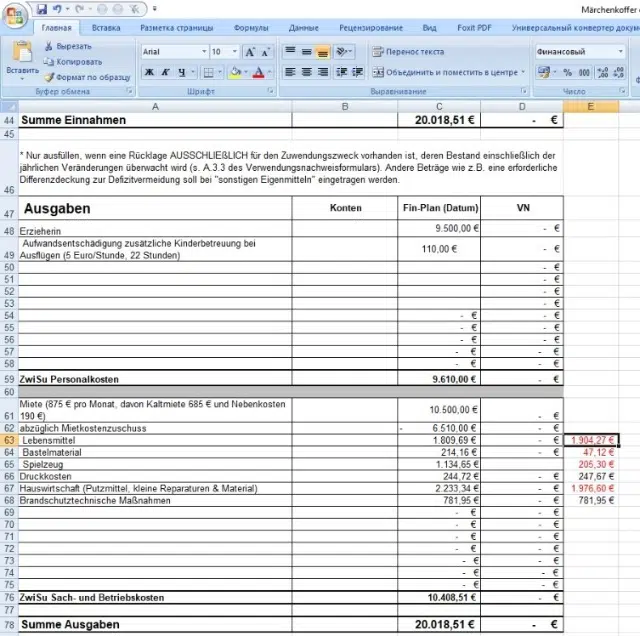 Märchenkoffer
Главная Вставка Разметка страницы Формулы Данные Рецензирование Вид Foxit PDF Универсальный конвертер докум
Вставить
Вырезать
Копировать
Формат по образцу
Буфер обмена
Arial 10
Ж К Ч
Шрифт
Перенос текста
Объединить и поместить в центре
Выравнивание
Финансовый
% 000
Число
A B C D E
44 Summe Einnahmen 20.018,51 € - €
45
46 * Nur ausfüllen, wenn eine Rücklage AUSSCHLIEßLICH für den Zuwendungszweck vorhanden ist, deren Bestand einschließlich der
jährlichen Veränderungen überwacht wird (s. A.3.3 des Verwendungsnachweisformulars). Andere Beträge wie z.B. eine erforderliche
Differenzdeckung zur Defizitvermeidung soll bei "sonstigen Eigenmitteln" eingetragen werden.
47 Ausgaben Konten Fin-Plan (Datum) VN
48 Erzieherin 9.500,00 € - €
49 Aufwandsentschädigung zusätzliche Kinderbetreuung bei
Ausflügen (5 Euro/Stunde, 22 Stunden) 110,00 € - €
50 - €
51 - €
52 - €
53 - €
54 - € - €
55 - € - €
56 - € - €
57 - € - €
58 - € - €
59 ZwiSu Personalkosten 9.610,00 € - €
60
61 Miete (875 € pro Monat, davon Kaltmiete 685 € und Nebenkosten
190 €) 10.500,00 € - €
62 abzüglich Mietkostenzuschuss - 6.510,00 € - €
63 Lebensmittel 1.809,69 € - € 1.904,27 €
64 Bastelmaterial 214,16 € - € 47,12 €
65 Spielzeug 1.134,65 € - € 205,30 €
66 Druckkosten 244,72 € - € 247,67 €
67 Hauswirtschaft (Putzmittel, kleine Reparaturen & Material) 2.233,34 € - € 1.976,60 €
68 Brandschutztechnische Maßnahmen 781,95 € - € 781,95 €
69 - € - €
70 - € - €
71 - € - €
72 - € - €
73 - € - €
74 - € - €
75 - € - €
76 ZwiSu Sach- und Betriebskosten 10.408,51 € - €
77
78 Summe Ausgaben 20.018,51 € - €